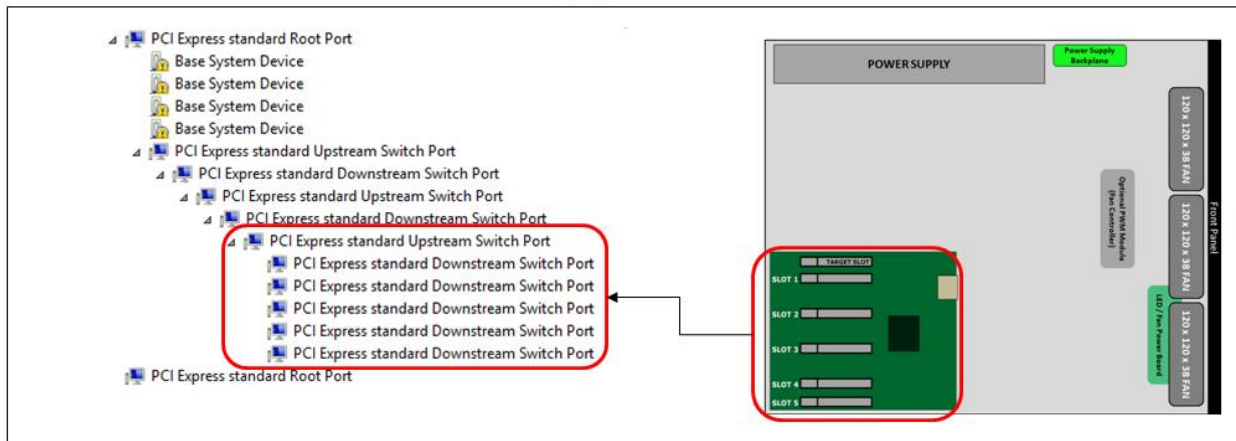 PCI Express standard Root Port
Base System Device
Base System Device
Base System Device
Base System Device
PCI Express standard Upstream Switch Port
PCI Express standard Downstream Switch Port
PCI Express standard Upstream Switch Port
PCI Express standard Downstream Switch Port
PCI Express standard Upstream Switch Port
PCI Express standard Downstream Switch Port
PCI Express standard Downstream Switch Port
PCI Express standard Downstream Switch Port
PCI Express standard Downstream Switch Port
PCI Express standard Downstream Switch Port
PCI Express standard Root Port
POWER SUPPLY
Power Supply
Backplane
120 x 120 x 38 FAN
120 x 120 x 38 FAN
120 x 120 x 38 FAN
Front Panel
Optional PWM Module
(Fan Controller)
LED / Fan Power Board
TARGET SLOT
SLOT 1
SLOT 2
SLOT 3
SLOT 4
SLOT 5